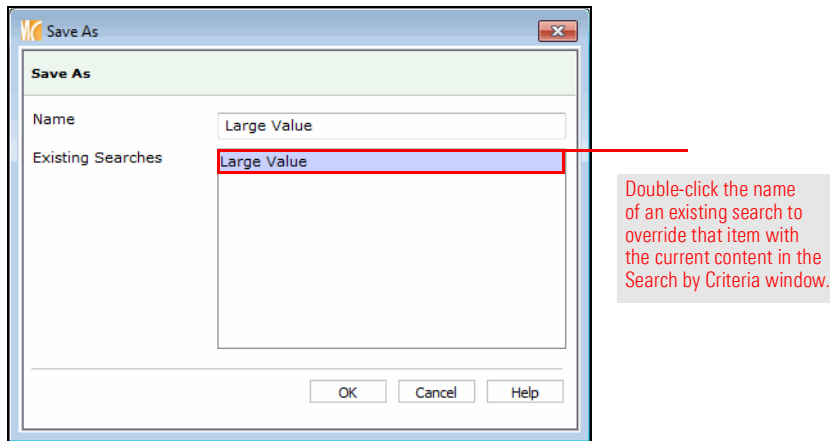 Save As
Save As
Name
Large Value
Existing Searches
Large Value
OK
Cancel
Help
Double-click the name
of an existing search to
override that item with
the current content in the
Search by Criteria window.